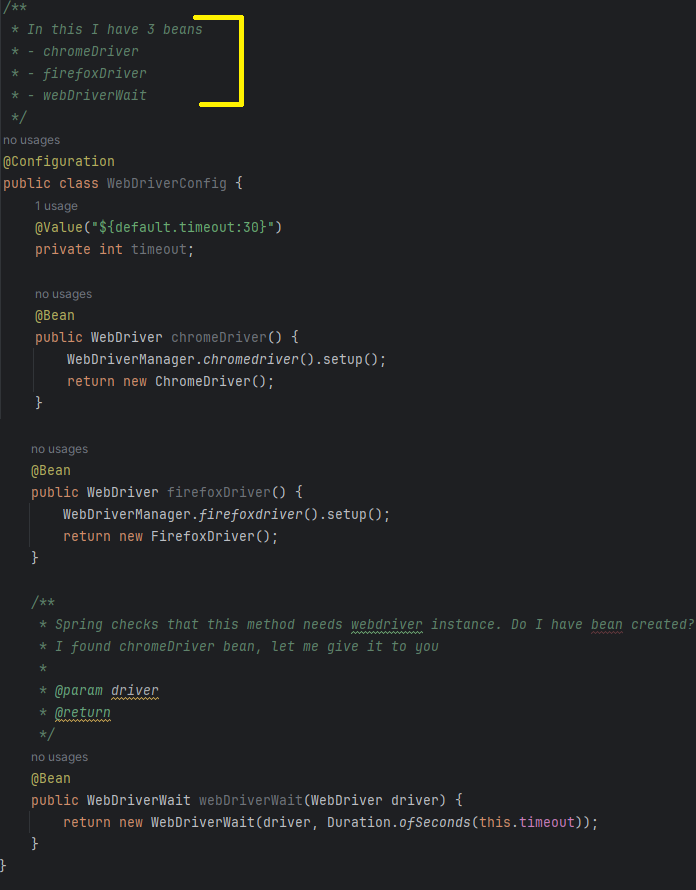 /**
 * In this I have 3 beans
 * - chromeDriver
 * - firefoxDriver
 * - webDriverWait
 */
no usages
@Configuration
public class WebDriverConfig {
1 usage
@Value("${default.timeout:30}")
private int timeout;
no usages
@Bean
public WebDriver chromeDriver() {
WebDriverManager.chromedriver().setup();
return new ChromeDriver();
}
no usages
@Bean
public WebDriver firefoxDriver() {
WebDriverManager.firefoxdriver().setup();
return new FirefoxDriver();
}
/**
 * Spring checks that this method needs webdriver instance. Do I have bean created?
 * I found chromeDriver bean, let me give it to you
 *
 * @param driver
 * @return
 */
no usages
@Bean
public WebDriverWait webDriverWait(WebDriver driver) {
return new WebDriverWait(driver, Duration.ofSeconds(this.timeout));
}
}